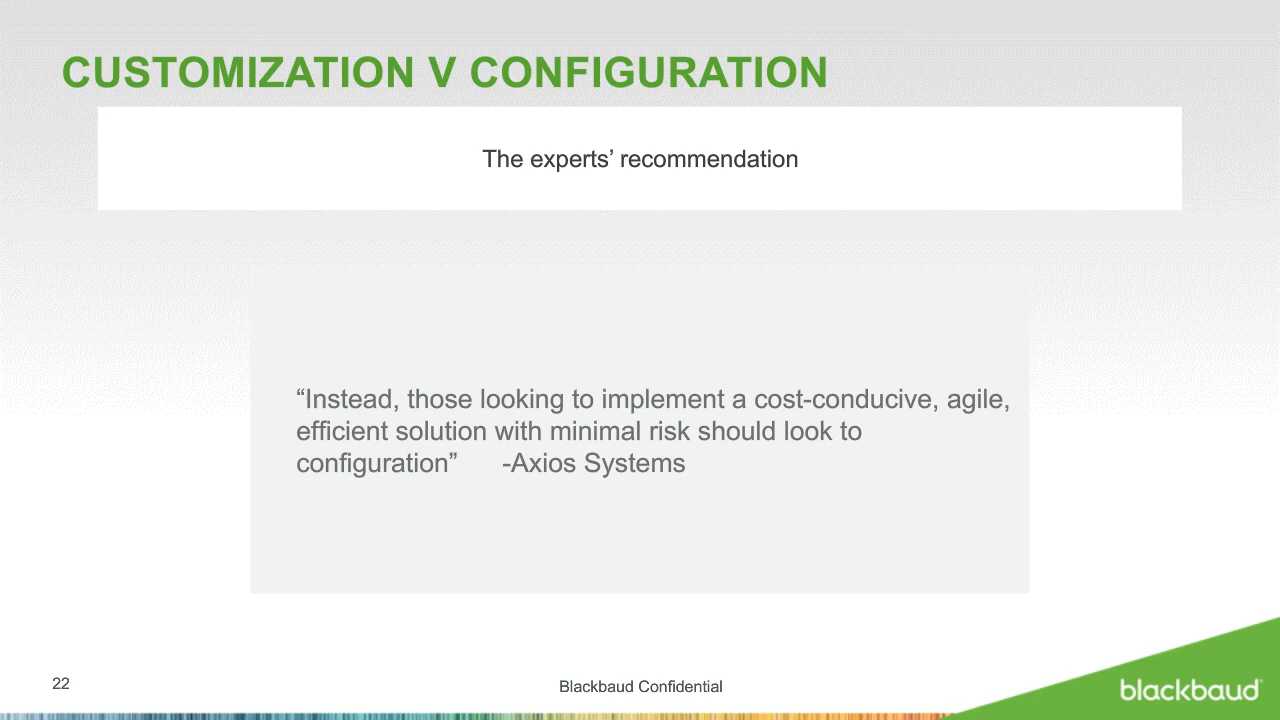 CUSTOMIZATION V CONFIGURATION
The experts’ recommendation
“Instead, those looking to implement a cost-conducive, agile,
efficient solution with minimal risk should look to
configuration” -Axios Systems
22
Blackbaud Confidential
blackbaud